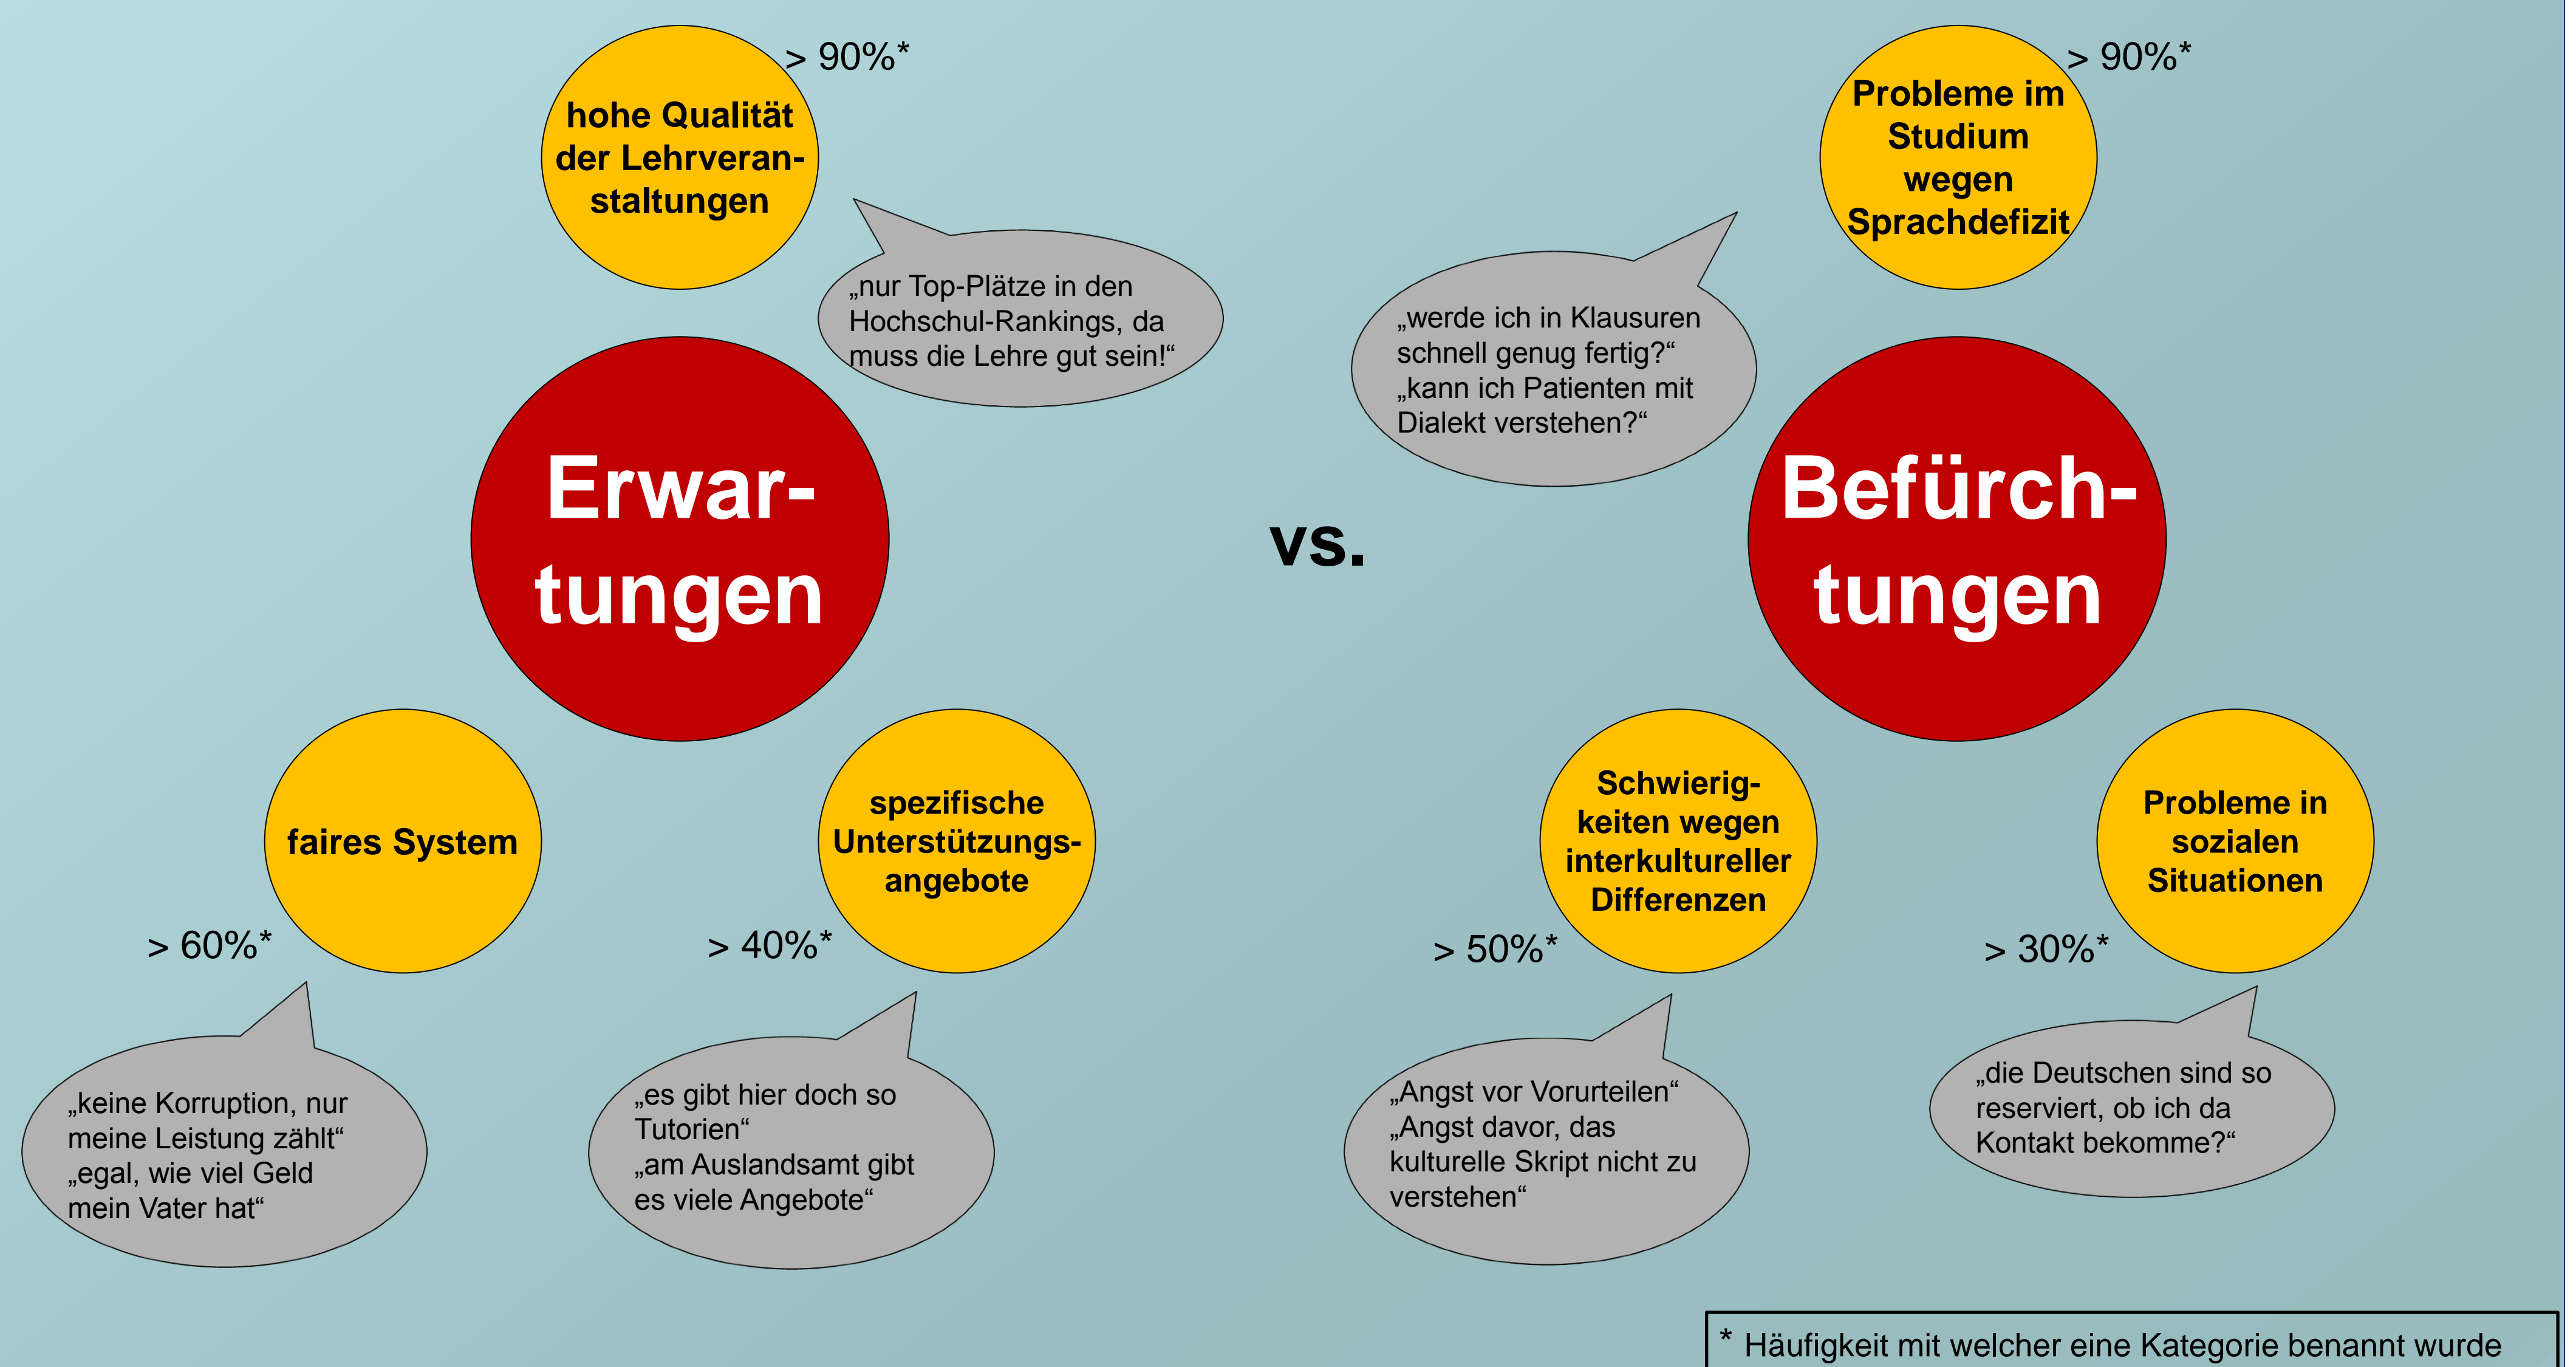 > 90%*
hohe Qualität
der Lehrveran-
staltungen
„nur Top-Plätze in den
Hochschul-Rankings, da
muss die Lehre gut sein!“
Erwar-
tungen
faires System
> 60%*
„keine Korruption, nur
meine Leistung zählt“
„egal, wie viel Geld
mein Vater hat“
spezifische
Unterstützungs-
angebote
> 40%*
„es gibt hier doch so
Tutorien“
„am Auslandsamt gibt
es viele Angebote“
vs.
> 90%*
Probleme im
Studium
wegen
Sprachdefizit
„werde ich in Klausuren
schnell genug fertig?“
„kann ich Patienten mit
Dialekt verstehen?“
Befürch-
tungen
Schwierig-
keiten wegen
interkultureller
Differenzen
> 50%*
„Angst vor Vorurteilen“
„Angst davor, das
kulturelle Skript nicht zu
verstehen“
Probleme in
sozialen
Situationen
> 30%*
„die Deutschen sind so
reserviert, ob ich da
Kontakt bekomme?“
* Häufigkeit mit welcher eine Kategorie benannt wurde